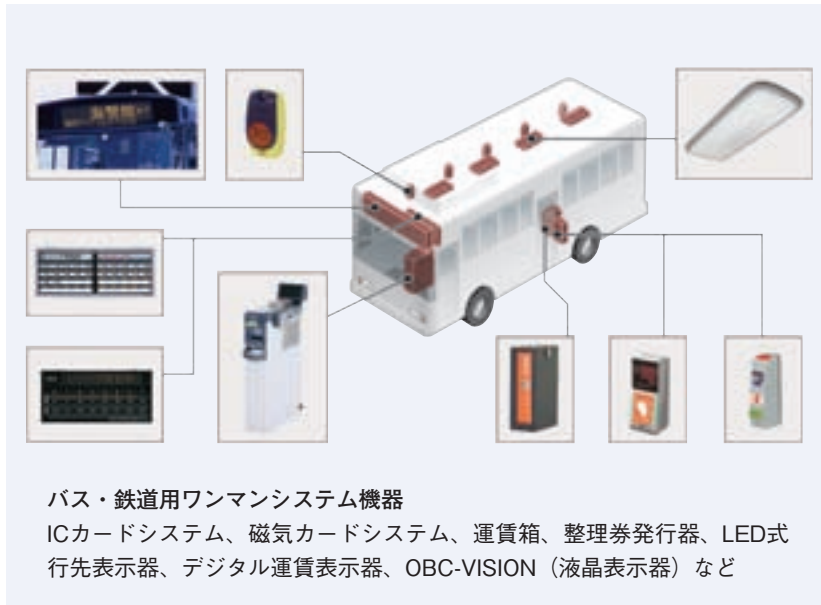 バス・鉄道用ワンマンシステム機器
ICカードシステム、磁気カードシステム、運賃箱、整理券発行器、LED式
行先表示器、デジタル運賃表示器、OBC-VISION（液晶表示器）など